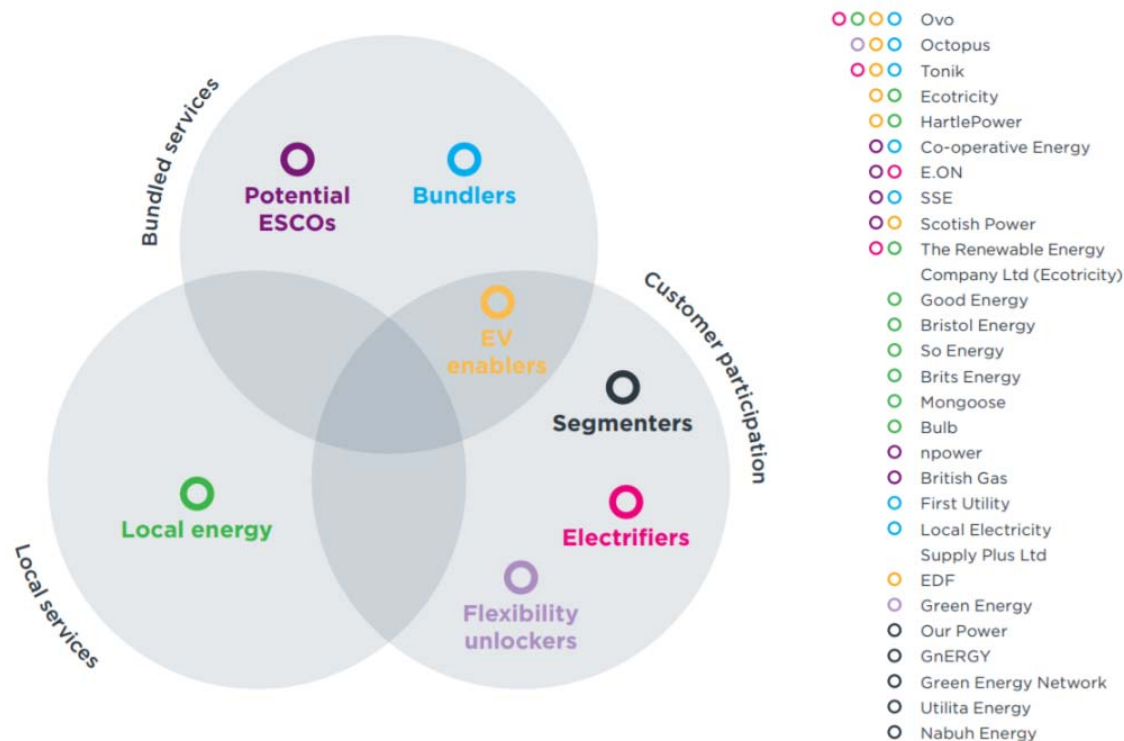 Bundled services
Potential
ESCOs
Bundlers
EV
enablers
Customer participation
Segmenters
Electrifiers
Flexibility
unlockers
Local energy
Local services
Ovo
Octopus
Tonik
Ecotricity
HartlePower
Co-operative Energy
E.ON
SSE
Scotish Power
The Renewable Energy
Company Ltd (Ecotricity)
Good Energy
Bristol Energy
So Energy
Brits Energy
Mongoose
Bulb
npower
British Gas
First Utility
Local Electricity
Supply Plus Ltd
EDF
Green Energy
Our Power
GnERGY
Green Energy Network
Utilita Energy
Nabuh Energy